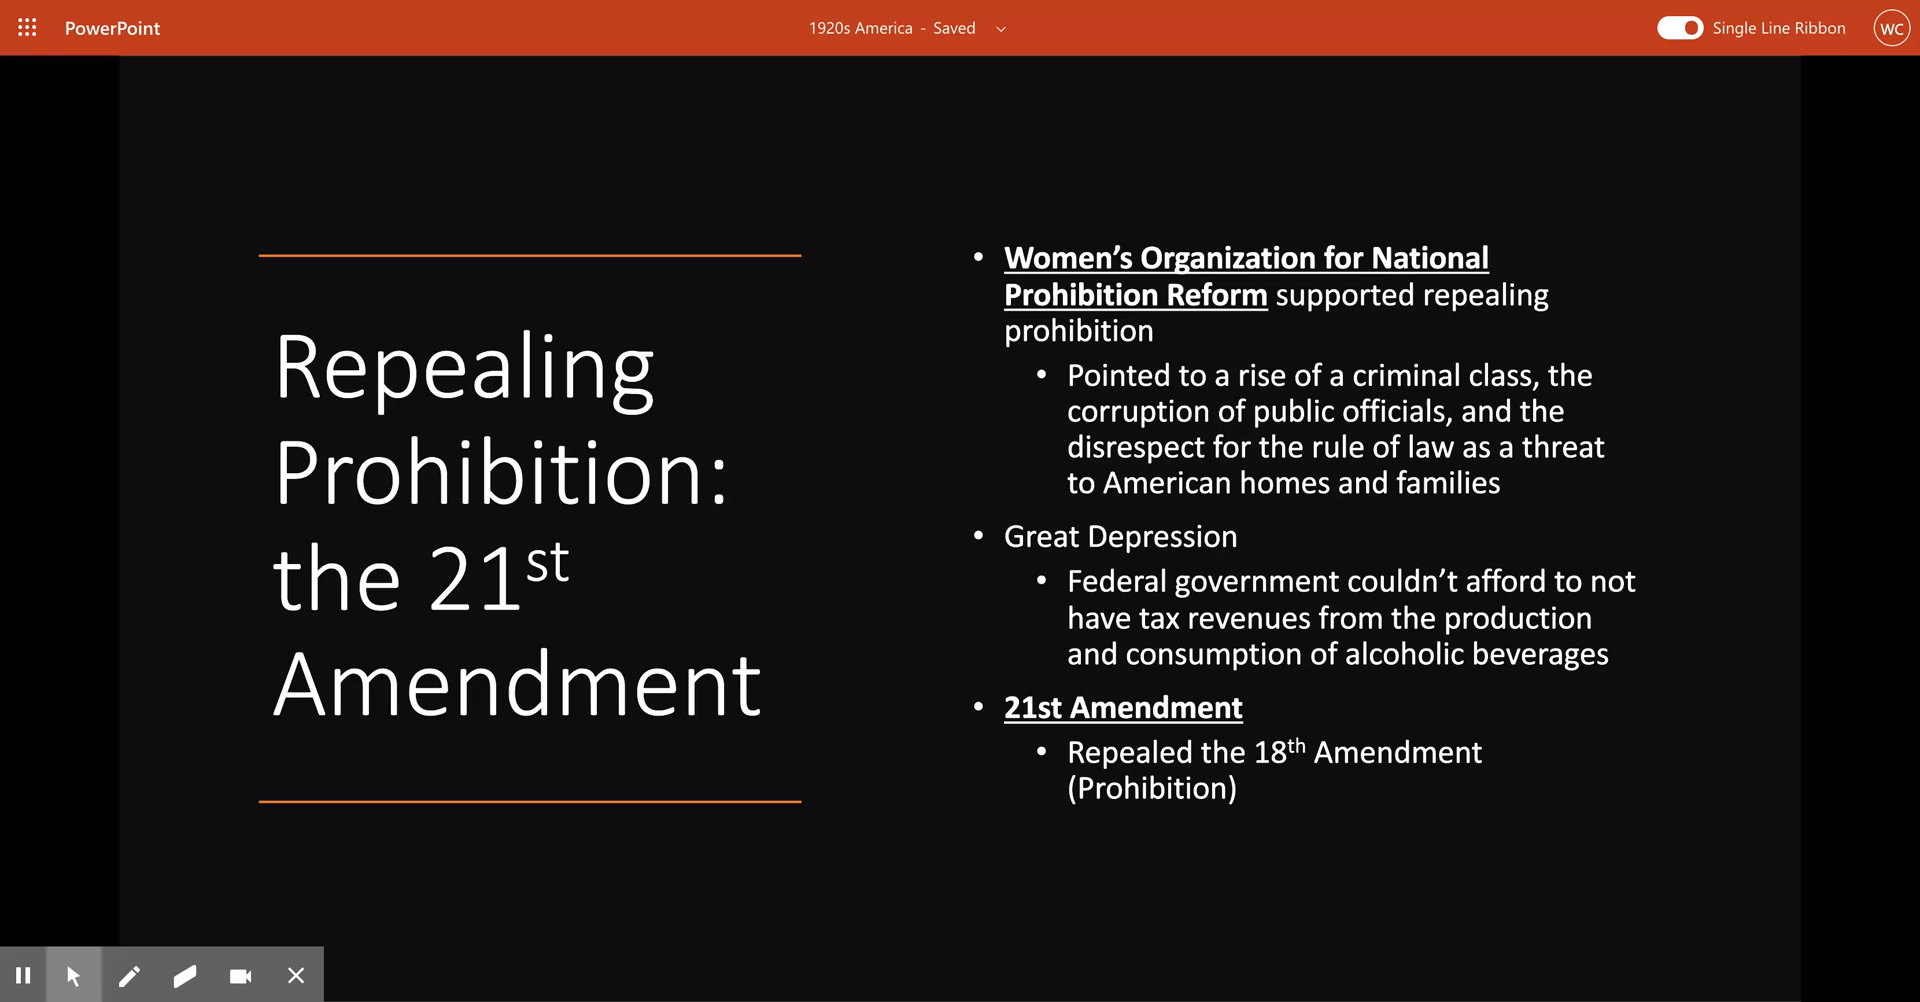 PowerPoint
1920s America - Saved
Single Line Ribbon
WC
Repealing
Prohibition:
the 21st
Amendment
• Women’s Organization for National
Prohibition Reform supported repealing
prohibition
• Pointed to a rise of a criminal class, the
corruption of public officials, and the
disrespect for the rule of law as a threat
to American homes and families
• Great Depression
• Federal government couldn’t afford to not
have tax revenues from the production
and consumption of alcoholic beverages
• 21st Amendment
• Repealed the 18th Amendment
(Prohibition)